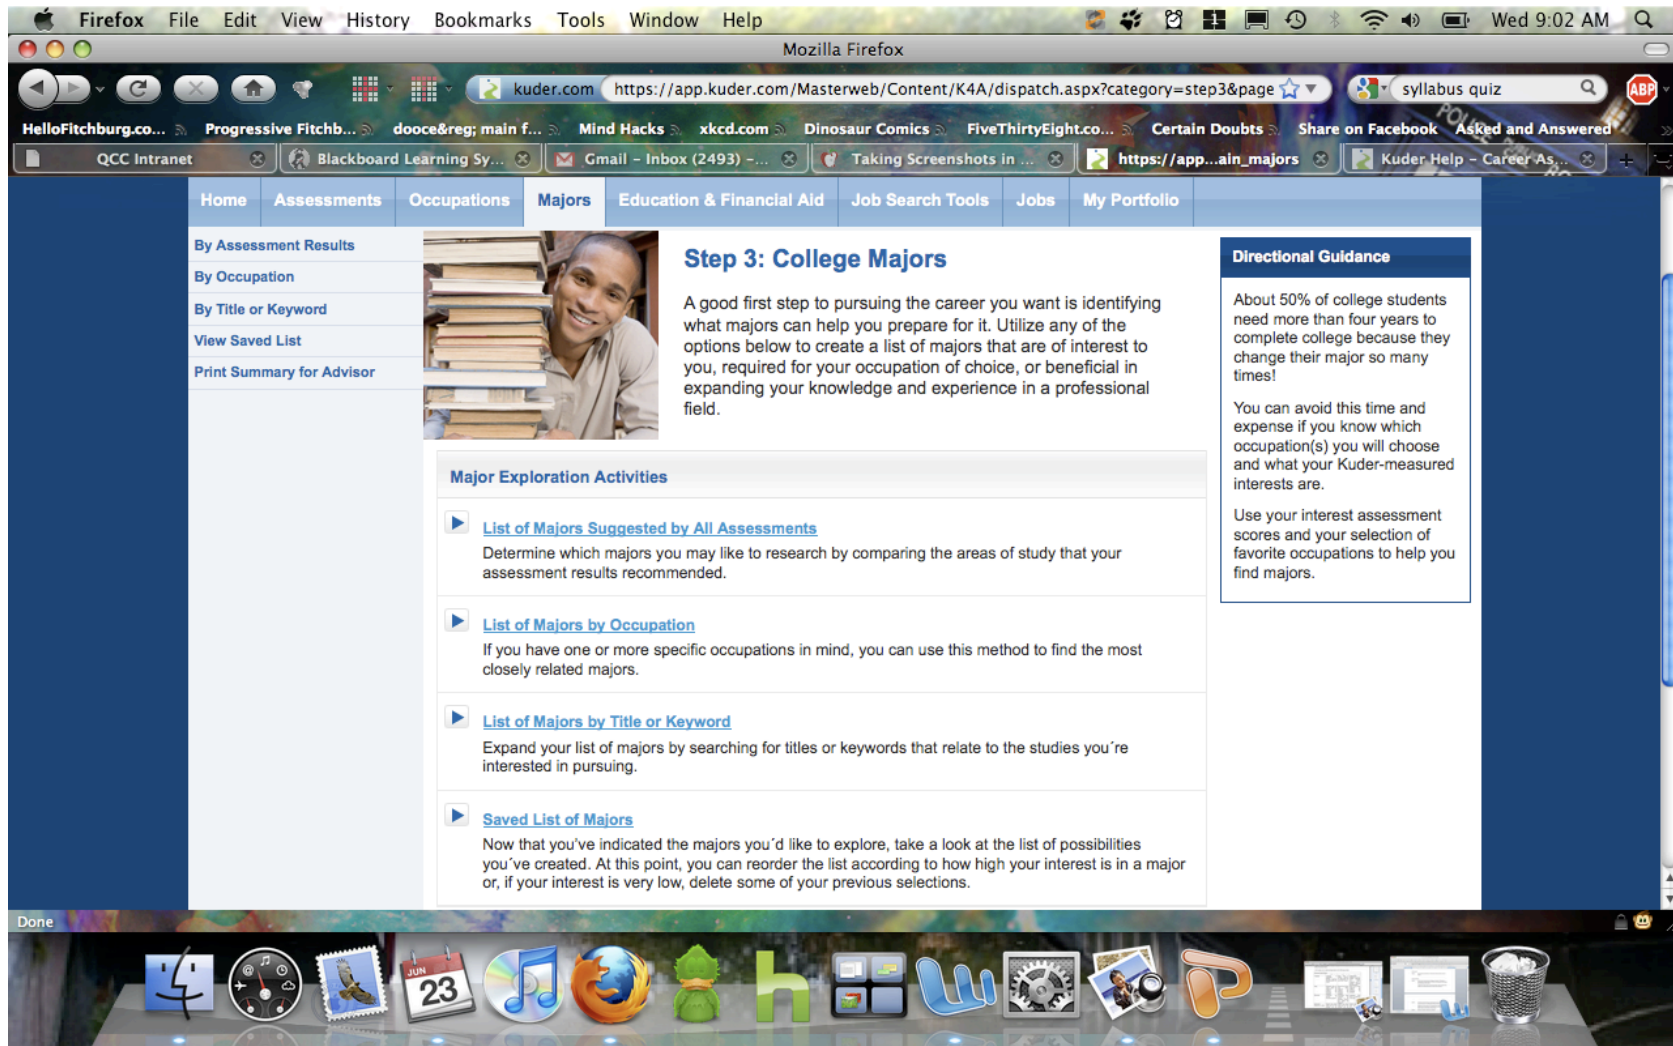 Firefox File Edit View History Bookmarks Tools Window Help 1 Wed 9:02 AM
Mozilla Firefox
kuder.com https://app.kuder.com/Masterweb/Content/K4A/dispatch.aspx?category=step3&page syllabus quiz ABP
HelloFitchburg.co... Progressive Fitchb... dooce&reg; main f... Mind Hacks xkcd.com Dinosaur Comics FiveThirtyEight.co... Certain Doubts Share on Facebook Asked and Answered
QCC Intranet Blackboard Learning Sy... Gmail – Inbox (2493) –... Taking Screenshots in ... https://app...ain_majors Kuder Help – Career As...
Home Assessments Occupations Majors Education & Financial Aid Job Search Tools Jobs My Portfolio
By Assessment Results
By Occupation
By Title or Keyword
View Saved List
Print Summary for Advisor
Step 3: College Majors
A good first step to pursuing the career you want is identifying
what majors can help you prepare for it. Utilize any of the
options below to create a list of majors that are of interest to
you, required for your occupation of choice, or beneficial in
expanding your knowledge and experience in a professional
field.
Major Exploration Activities
List of Majors Suggested by All Assessments
Determine which majors you may like to research by comparing the areas of study that your
assessment results recommended.
List of Majors by Occupation
If you have one or more specific occupations in mind, you can use this method to find the most
closely related majors.
List of Majors by Title or Keyword
Expand your list of majors by searching for titles or keywords that relate to the studies you´re
interested in pursuing.
Saved List of Majors
Now that you've indicated the majors you´d like to explore, take a look at the list of possibilities
you´ve created. At this point, you can reorder the list according to how high your interest is in a major
or, if your interest is very low, delete some of your previous selections.
Directional Guidance
About 50% of college students
need more than four years to
complete college because they
change their major so many
times!
You can avoid this time and
expense if you know which
occupation(s) you will choose
and what your Kuder-measured
interests are.
Use your interest assessment
scores and your selection of
favorite occupations to help you
find majors.
Done
JUN
23